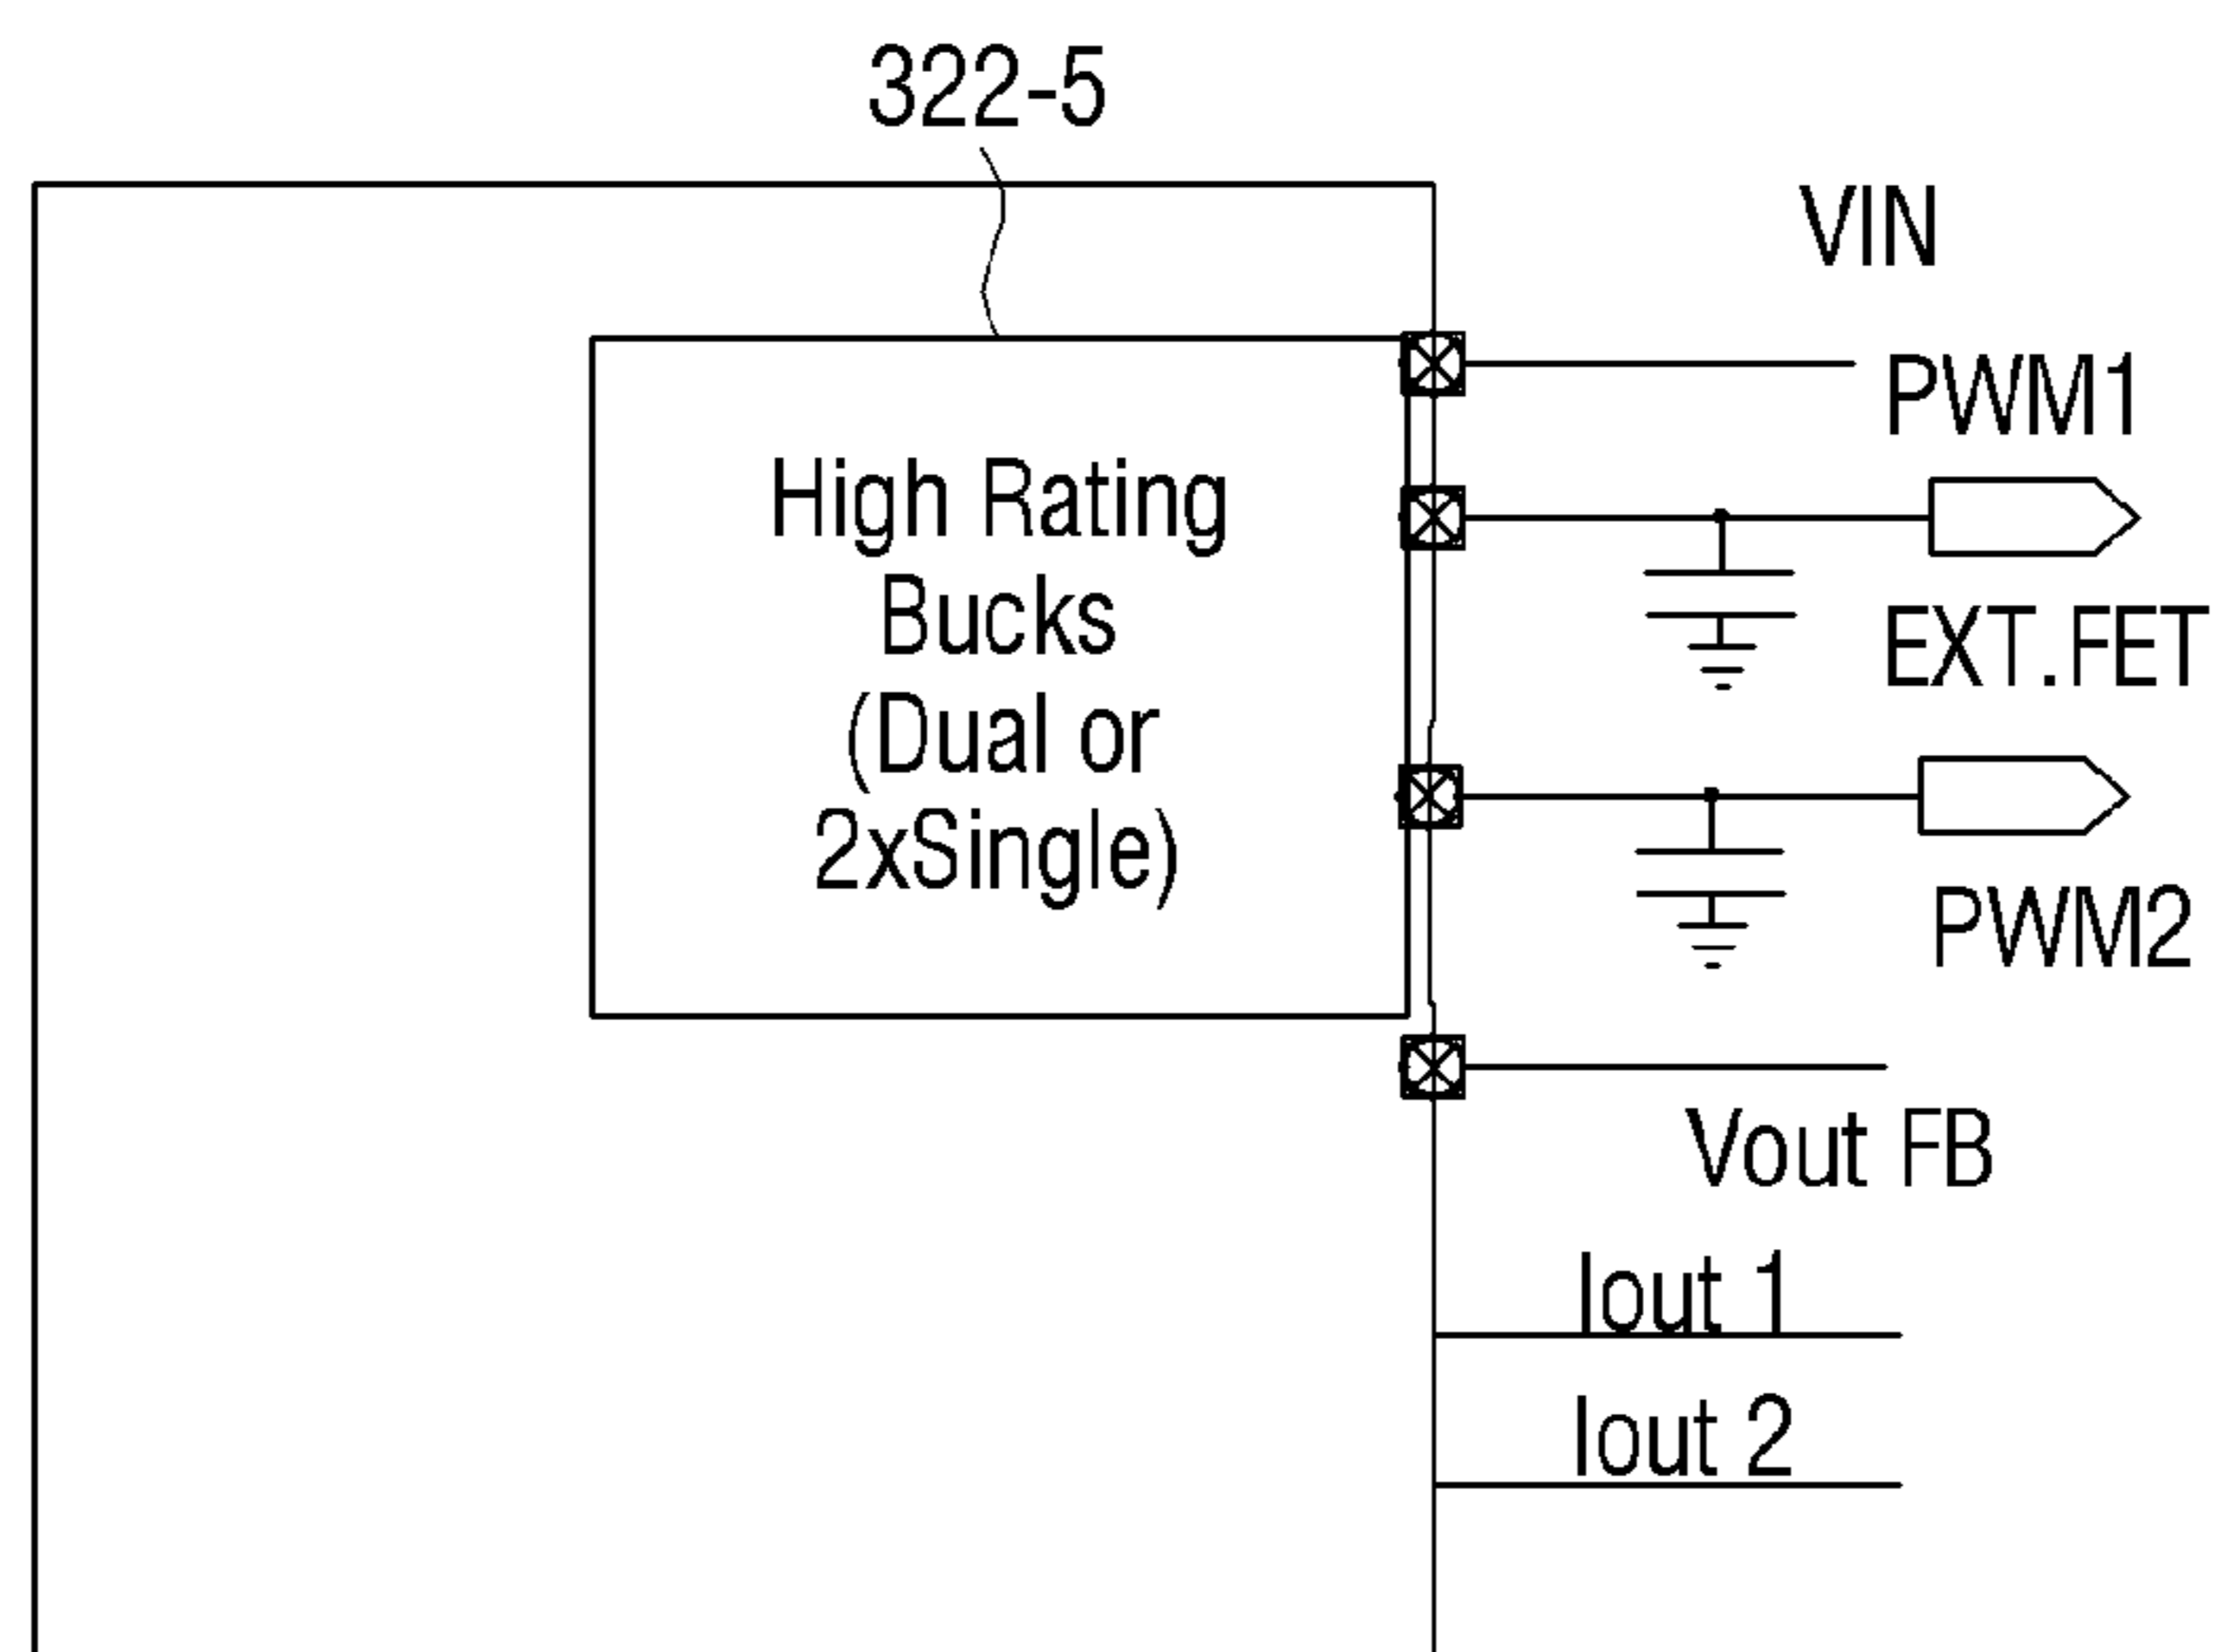 322-5
VIN
PWM1
High Rating
Bucks
(Dual or
2xSingle)
EXT.FET
PWM2
Vout FB
Iout 1
Iout 2